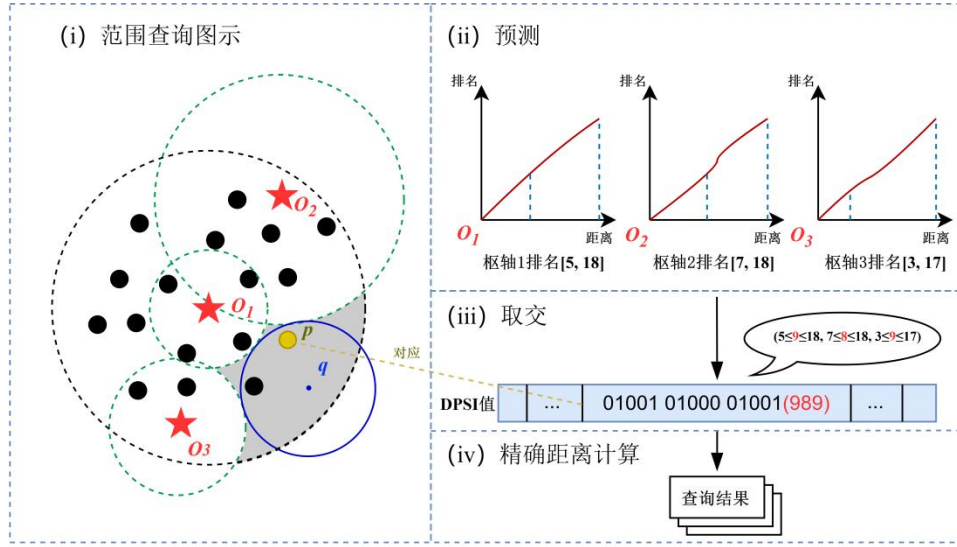 (i) 范围查询图示
O2
O1
p
q
O3
对应
(ii) 预测
排名
排名
排名
O1
距离
O2
距离
O3
距离
枢轴1排名[5, 18]
枢轴2排名[7, 18]
枢轴3排名[3, 17]
(iii) 取交
(5≤9≤18, 7≤8≤18, 3≤9≤17)
DPSI值
...
01001 01000 01001(989)
...
(iv) 精确距离计算
查询结果